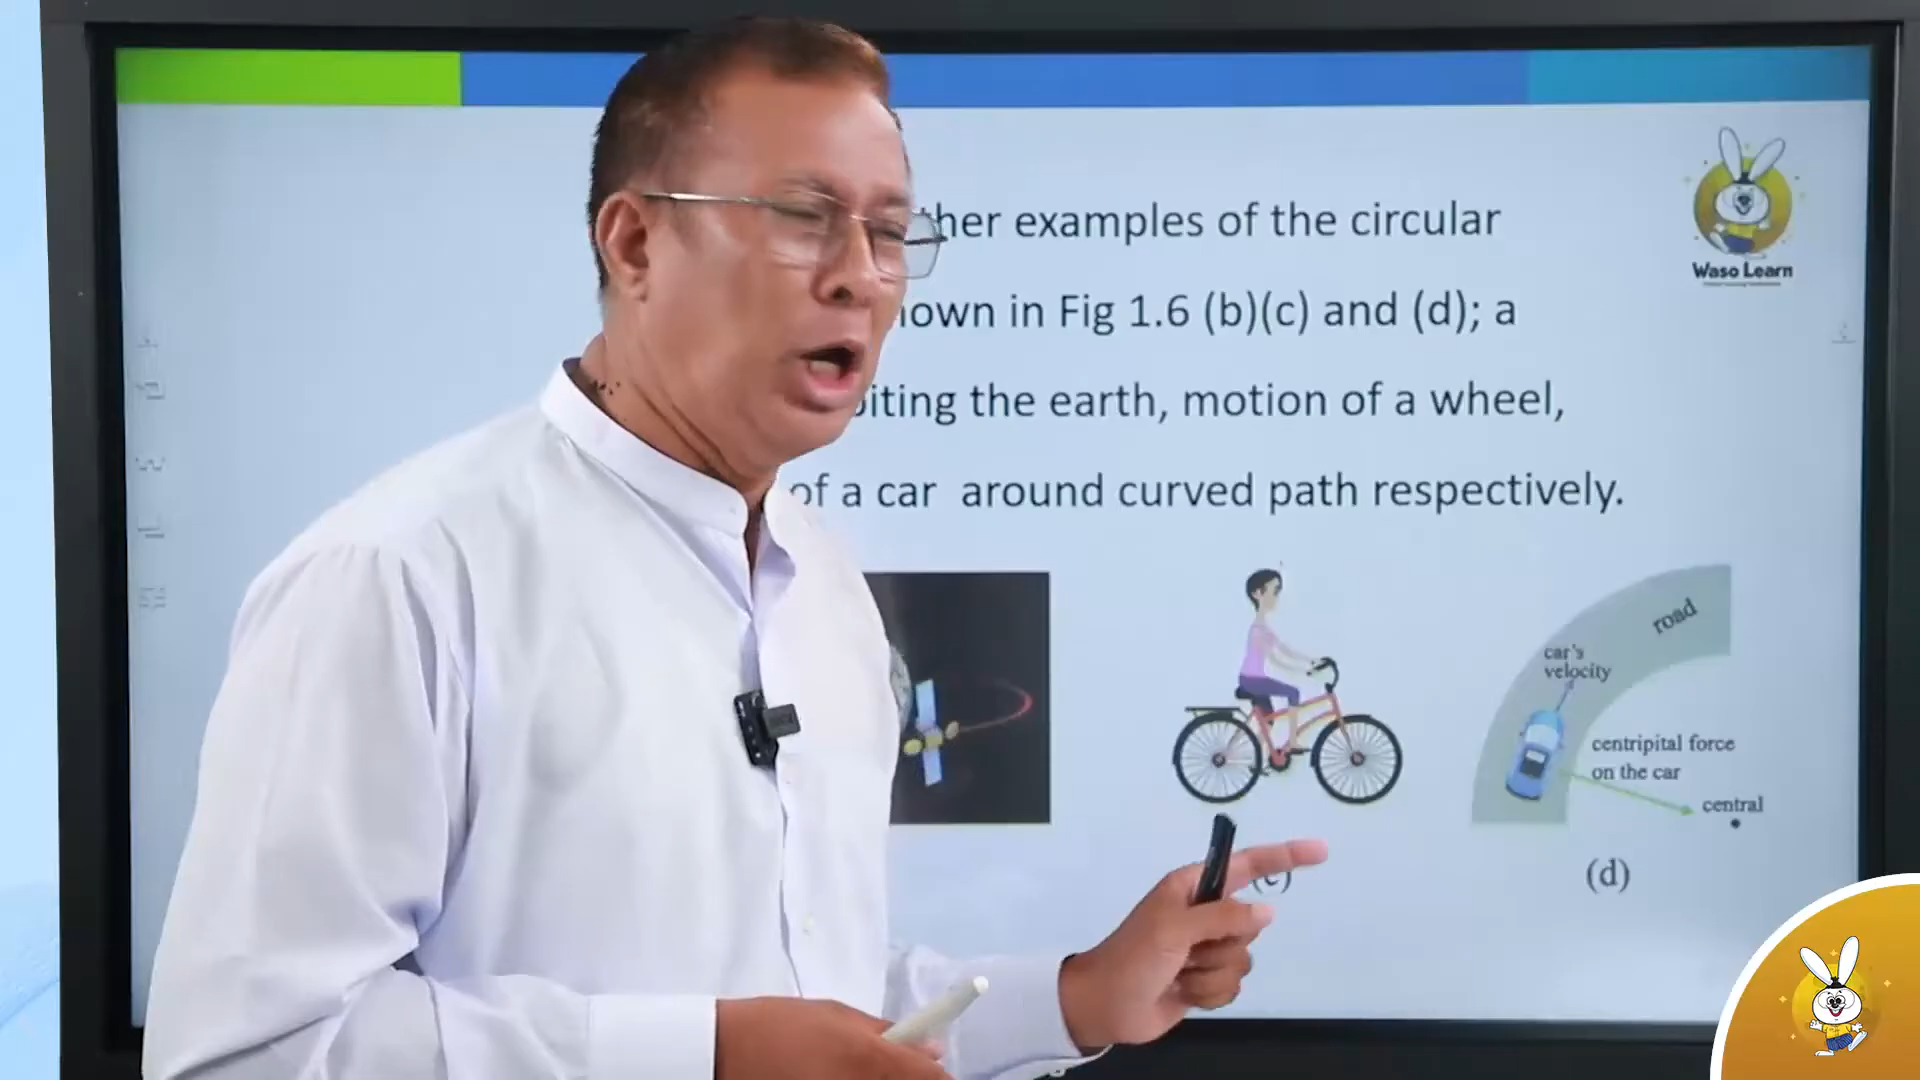 ther examples of the circular
own in Fig 1.6 (b)(c) and (d); a
iting the earth, motion of a wheel,
of a car around curved path respectively.
Waso Learn
road
car's
velocity
centripital force
on the car
central
(c)
(d)